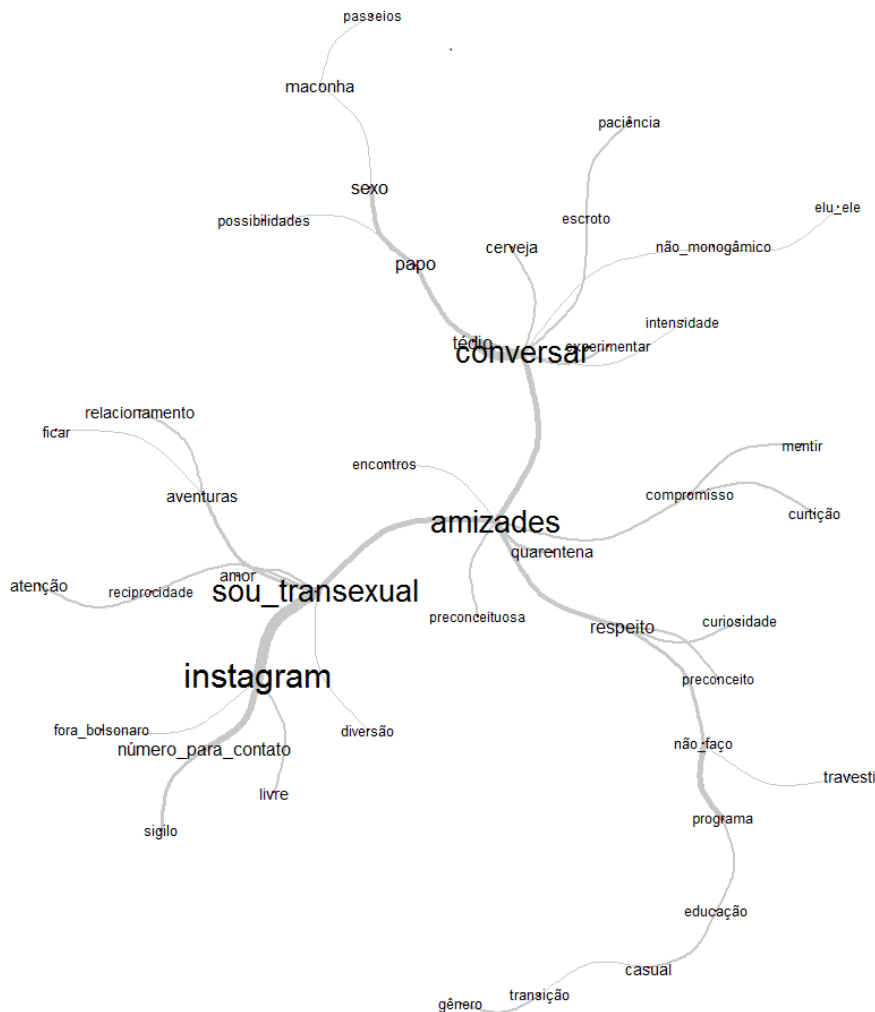 passeios
maconha
paciência
sexo
elu_ele
possibilidades
escroto
cerveja
não_monogâmico
papo
intensidade
tédio
conversar
experimentar
relacionamento
ficar
mentir
encontros
aventuras
compromisso
curtição
amizades
quarentena
atenção
reciprocidade
amor
sou_transexual
preconceituosa
respeito
curiosidade
instagram
preconceito
fora_bolsonaro
diversão
número_para_contato
não_faço
travesti
livre
sigilo
programa
educação
casual
transição
gênero